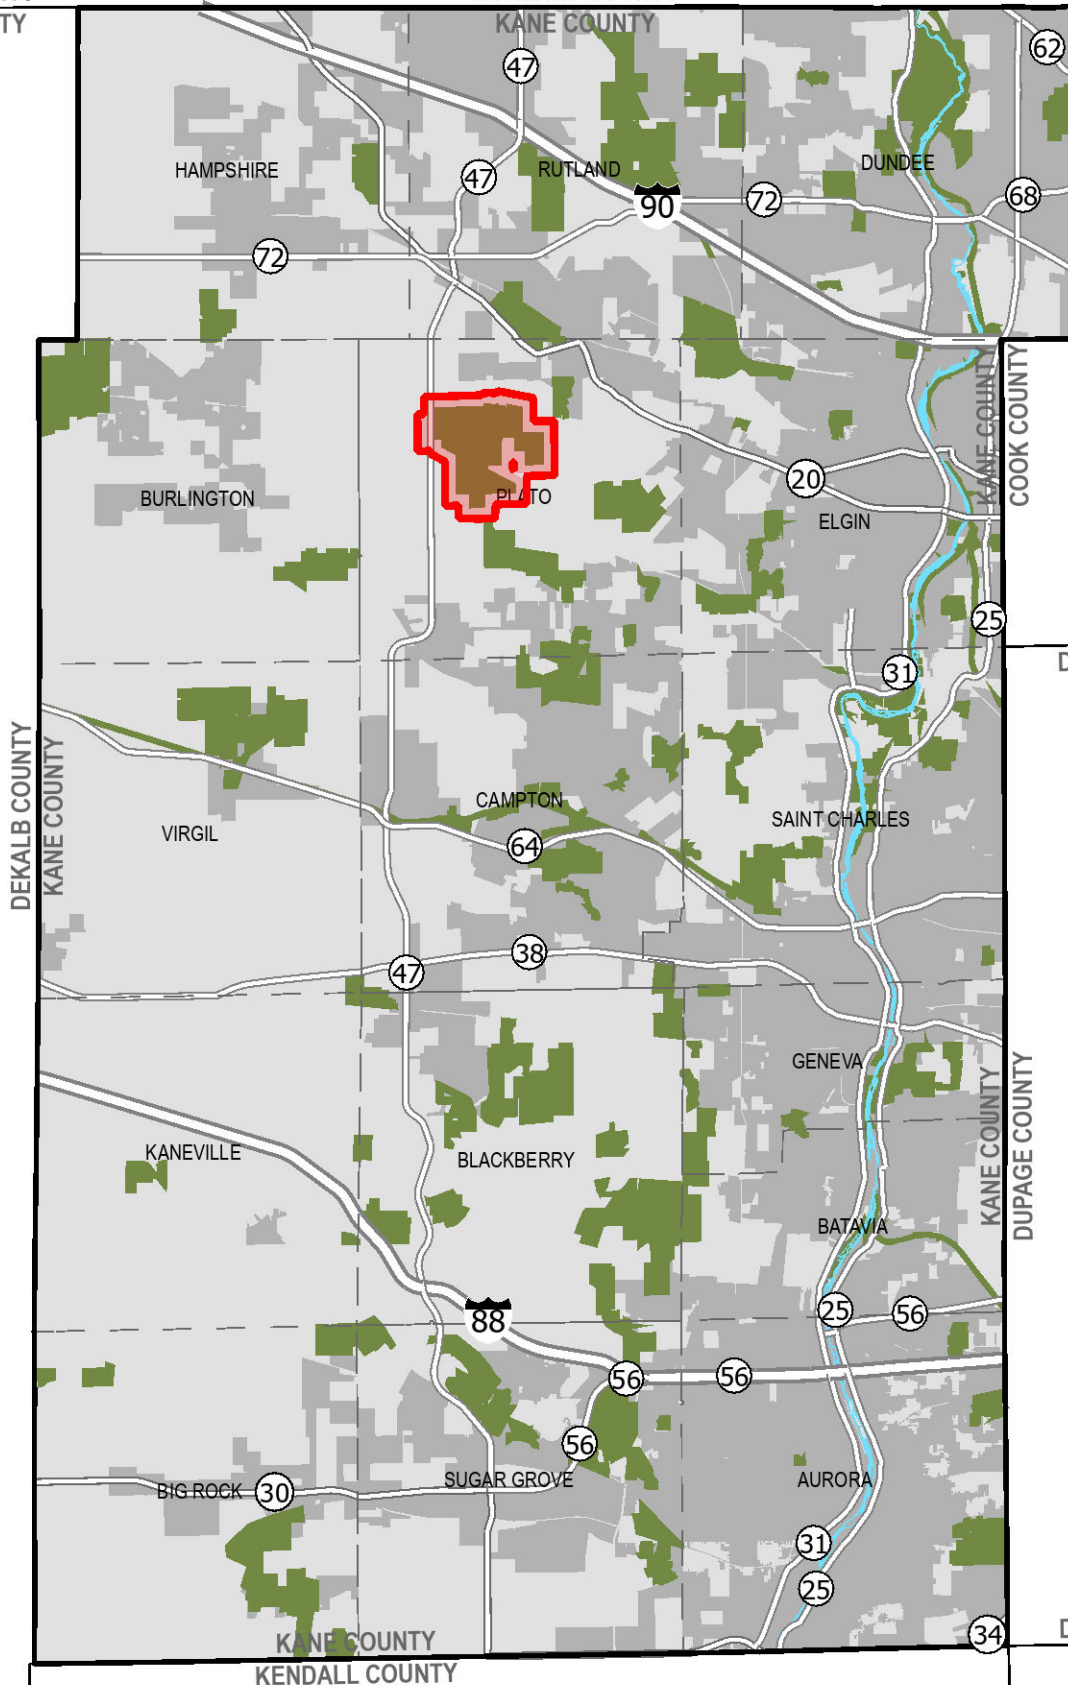 TY
KANE COUNTY
62
47
HAMPSHIRE
47
RUTLAND
DUNDEE
90
72
68
72
KANE COUNTY
COOK COUNTY
BURLINGTON
PLATO
20
ELGIN
25
31
D
DEKALB COUNTY
KANE COUNTY
VIRGIL
CAMPTON
SAINT CHARLES
64
47
38
GENEVA
KANE COUNTY
DUPAGE COUNTY
KANEVILLE
BLACKBERRY
BATAVIA
88
25
56
56
56
56
BIG ROCK
30
SUGAR GROVE
AURORA
31
25
34
D
KANE COUNTY
KENDALL COUNTY